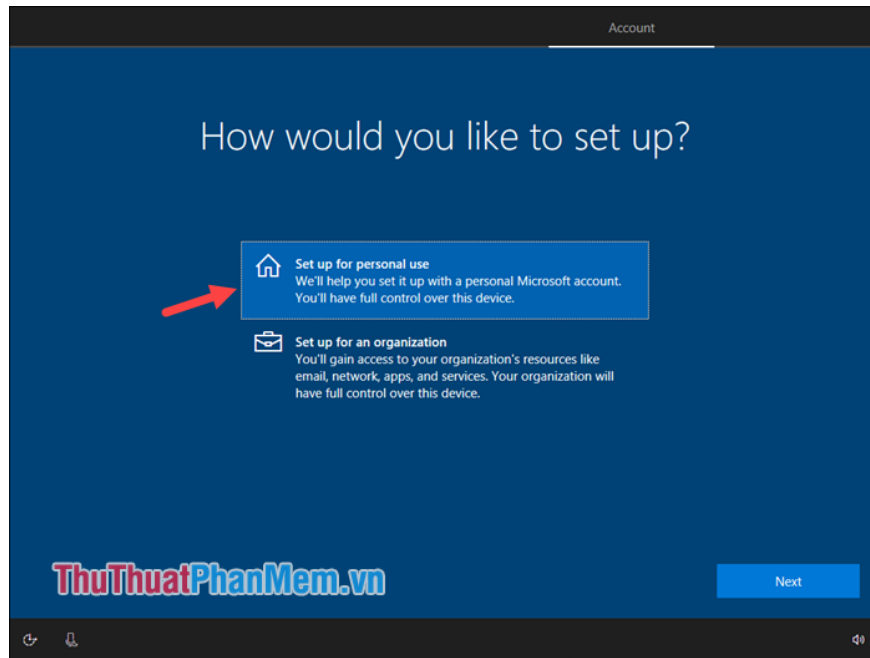 Account
How would you like to set up?
Set up for personal use
We'll help you set it up with a personal Microsoft account.
You'll have full control over this device.
Set up for an organization
You'll gain access to your organization's resources like
email, network, apps, and services. Your organization will
have full control over this device.
ThuThuatPhanMem.vn
Next